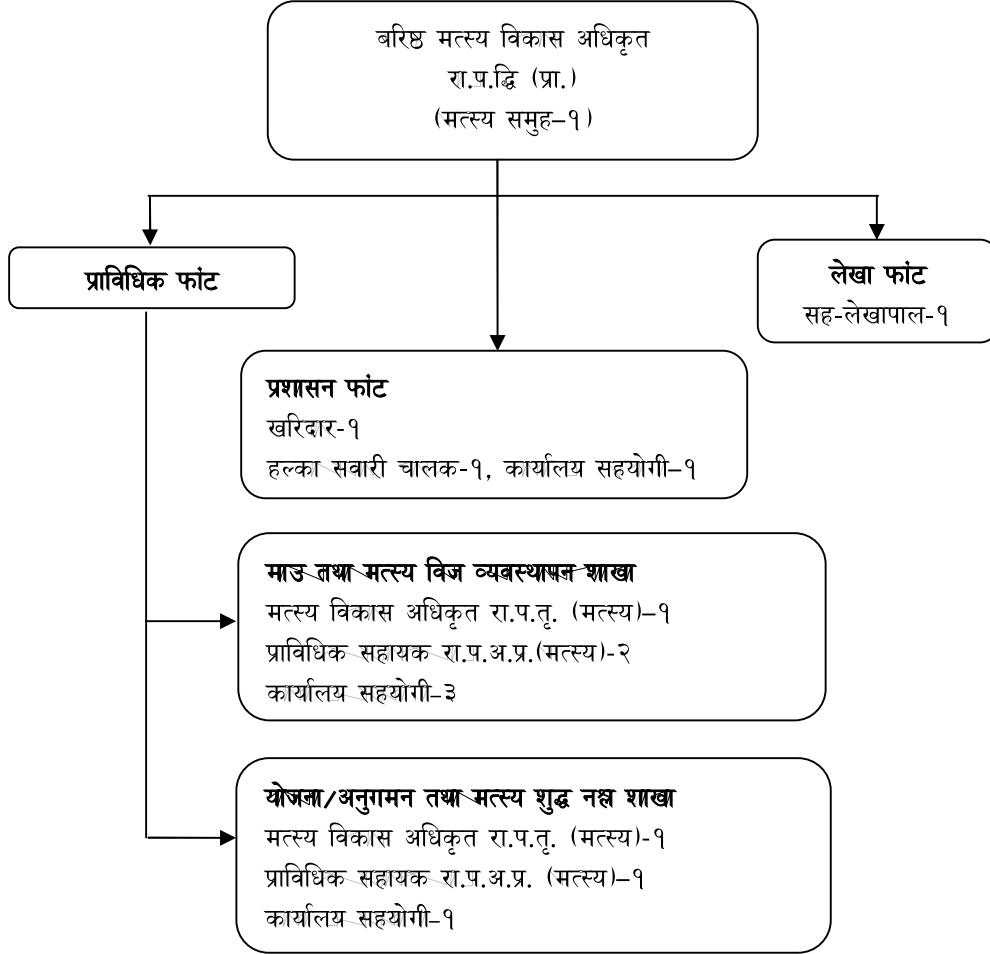 बरिष्ठ मत्स्य विकास अधिकृत
रा.प.द्धि (प्रा.)
(मत्स्य समुह–१)
प्राविधिक फांट
लेखा फांट
सह-लेखापाल-१
प्रशासन फांट
खरिदार-१
हल्का सवारी चालक-१, कार्यालय सहयोगी–१
माउ तथा मत्स्य विज व्यवस्थापन शाखा
मत्स्य विकास अधिकृत रा.प.तृ. (मत्स्य)–१
प्राविधिक सहायक रा.प.अ.प्र.(मत्स्य)-२
कार्यालय सहयोगी–३
योजना/अनुगमन तथा मत्स्य शुद्ध नश्ल शाखा
मत्स्य विकास अधिकृत रा.प.तृ. (मत्स्य)-१
प्राविधिक सहायक रा.प.अ.प्र. (मत्स्य)–१
कार्यालय सहयोगी-१